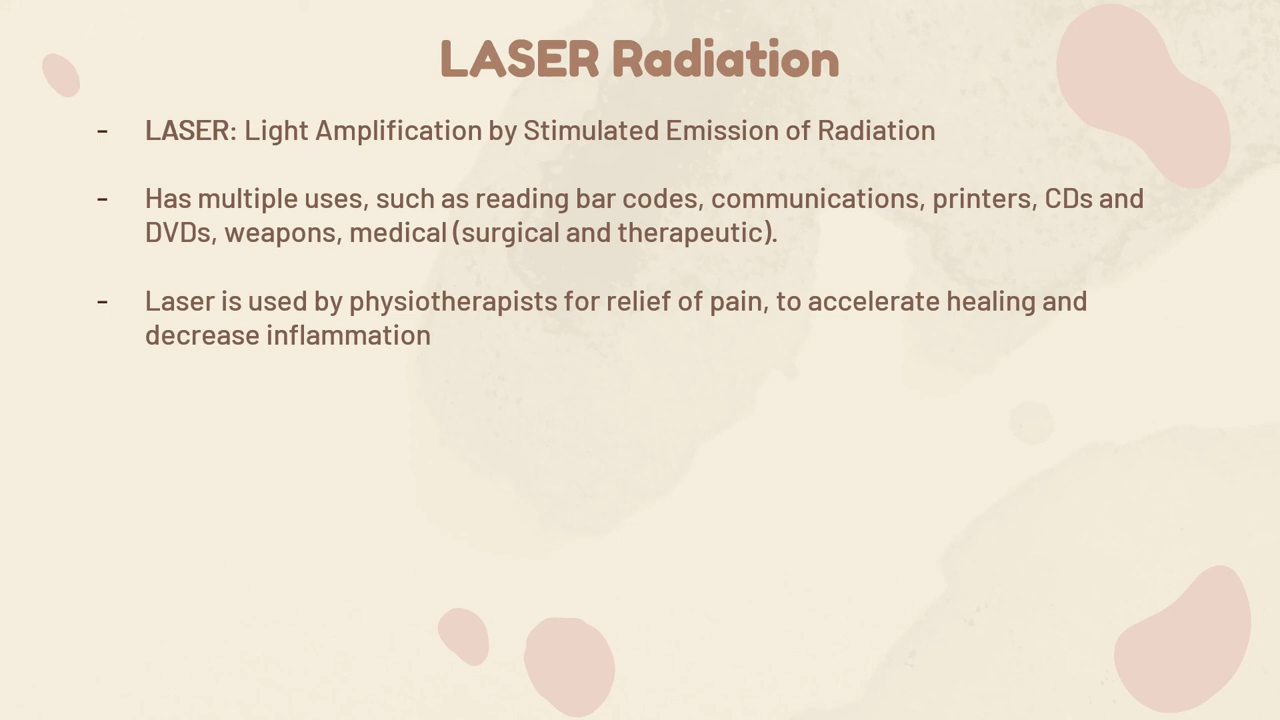 LASER Radiation
- LASER: Light Amplification by Stimulated Emission of Radiation
- Has multiple uses, such as reading bar codes, communications, printers, CDs and
DVDs, weapons, medical (surgical and therapeutic).
- Laser is used by physiotherapists for relief of pain, to accelerate healing and
decrease inflammation